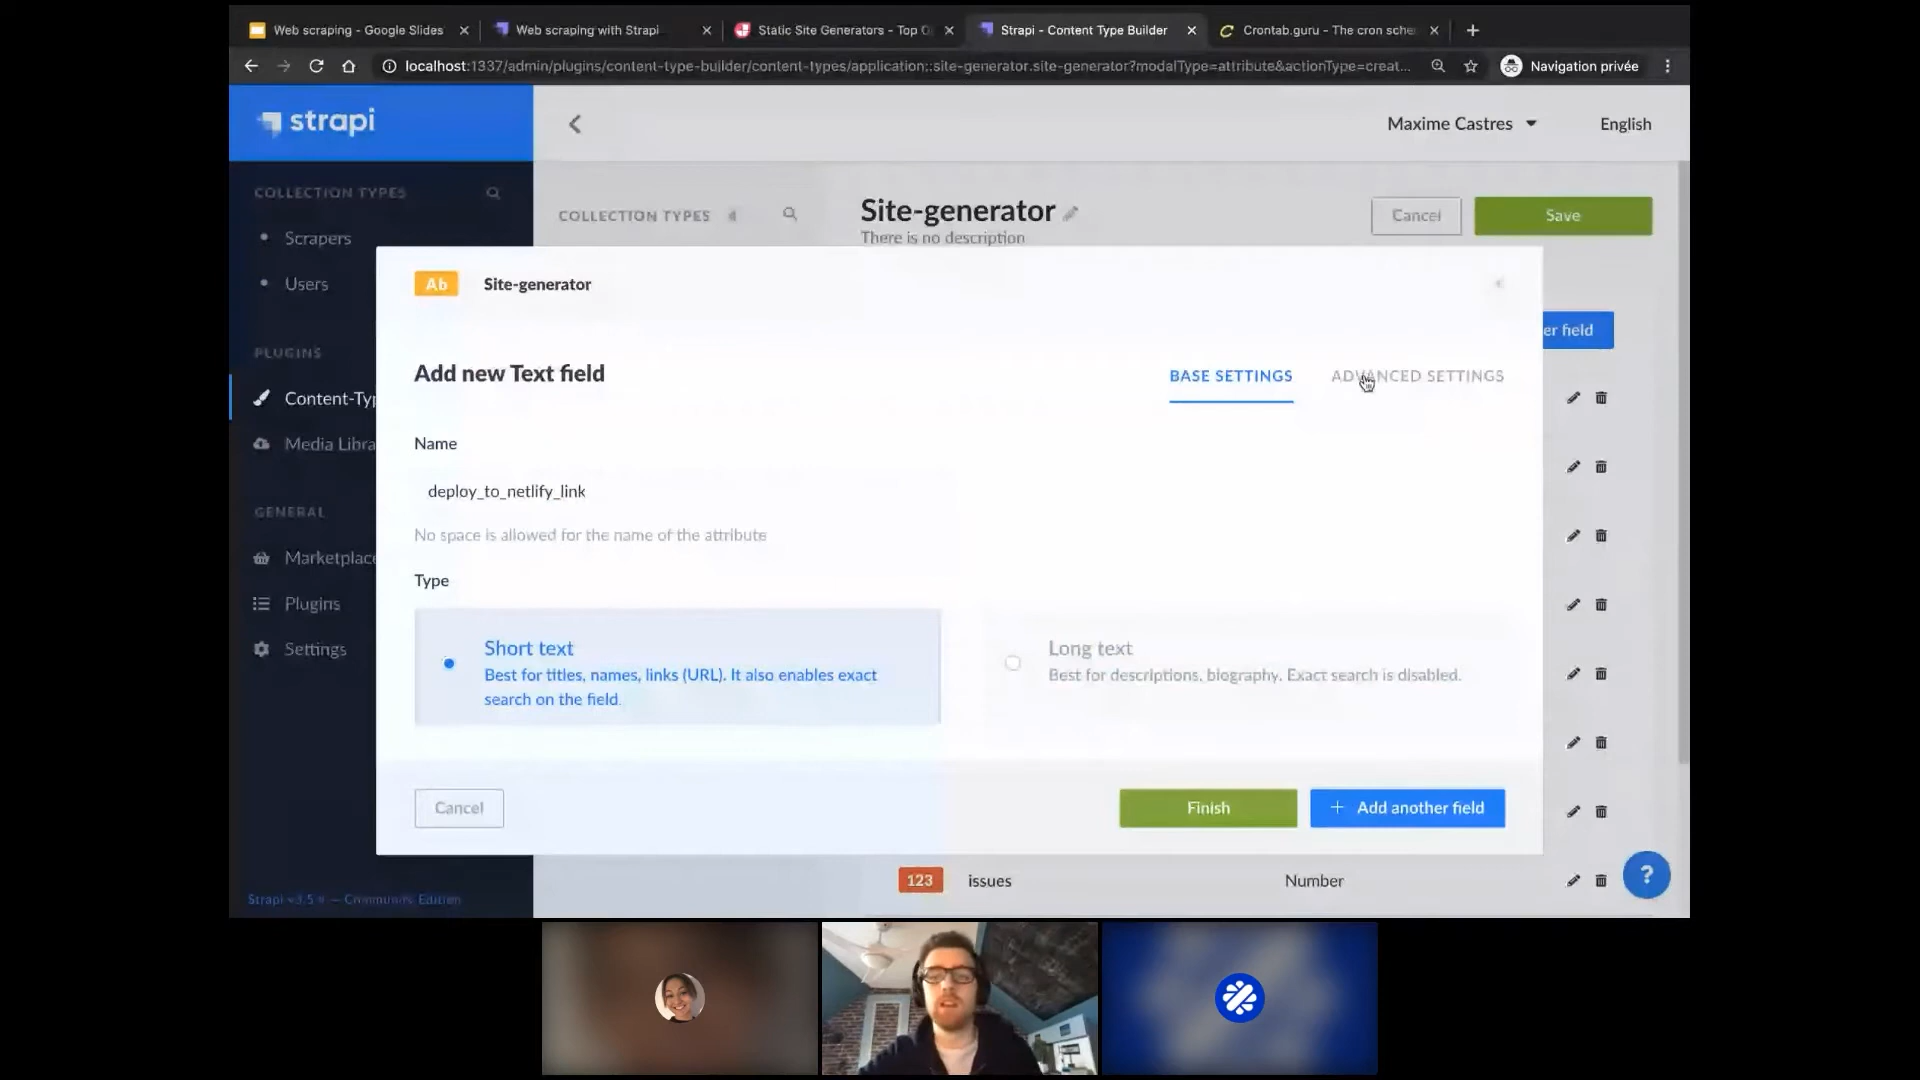 Web scraping - Google Slides
Web scraping with Strapi
Static Site Generators - Top O
Strapi - Content Type Builder
Crontab.guru - The cron sche
localhost:1337/admin/plugins/content-type-builder/content-types/application::site-generator.site-generator?modalType=attribute&actionType=creat...
Navigation privée
strapi
Maxime Castres
English
COLLECTION TYPES
Scrapers
Users
PLUGINS
Content-Typ
Media Libra
GENERAL
Marketplace
Plugins
Settings
COLLECTION TYPES 4
Site-generator
There is no description
Cancel
Save
er field
Ab
Site-generator
Add new Text field
BASE SETTINGS
ADVANCED SETTINGS
Name
deploy_to_netlify_link
No space is allowed for the name of the attribute
Type
Short text
Best for titles, names, links (URL). It also enables exact
search on the field.
Long text
Best for descriptions, biography. Exact search is disabled.
Cancel
Finish
+ Add another field
123
issues
Number
?
Community Edition